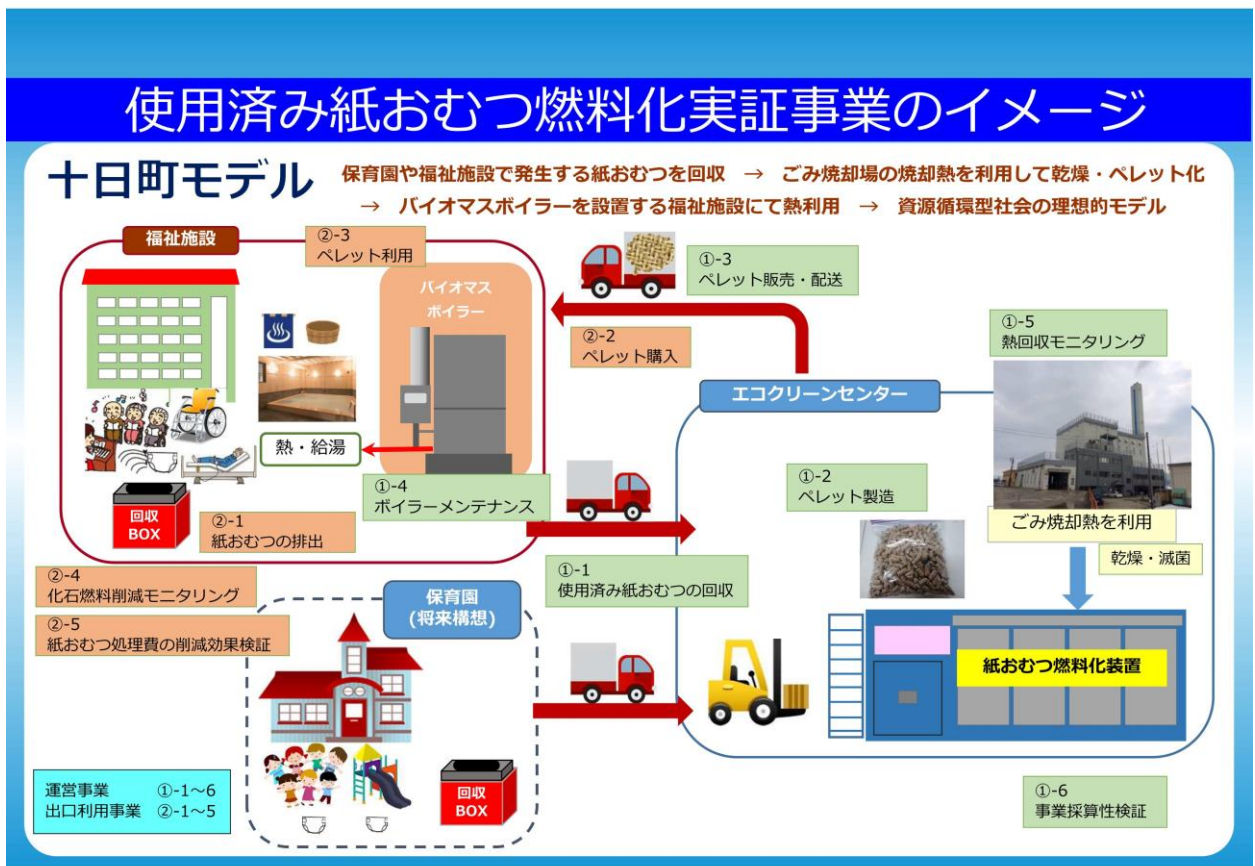 使用済み紙おむつ燃料化実証事業のイメージ
十日町モデル
保育園や福祉施設で発生する紙おむつを回収 → ごみ焼却場の焼却熱を利用して乾燥・ペレット化
→ バイオマスボイラーを設置する福祉施設にて熱利用 → 資源循環型社会の理想的モデル
福祉施設
②-3
ペレット利用
バイオマス
ボイラー
熱・給湯
①-4
ボイラーメンテナンス
回収
BOX
②-1
紙おむつの排出
①-3
ペレット販売・配送
②-2
ペレット購入
①-5
熱回収モニタリング
エコクリーンセンター
①-2
ペレット製造
ごみ焼却熱を利用
乾燥・滅菌
紙おむつ燃料化装置
①-1
使用済み紙おむつの回収
②-4
化石燃料削減モニタリング
②-5
紙おむつ処理費の削減効果検証
保育園
(将来構想)
回収
BOX
運営事業 ①-1～6
出口利用事業 ②-1～5
①-6
事業採算性検証